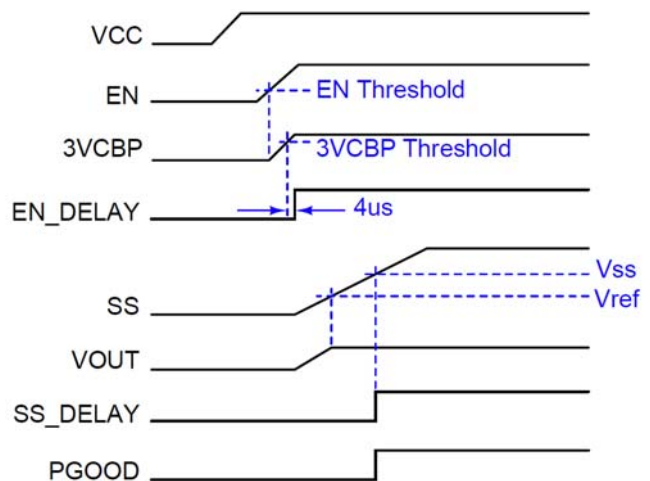 VCC
EN
EN Threshold
3VCBP
3VCBP Threshold
EN_DELAY
4us
SS
Vss
Vref
VOUT
SS_DELAY
PGOOD